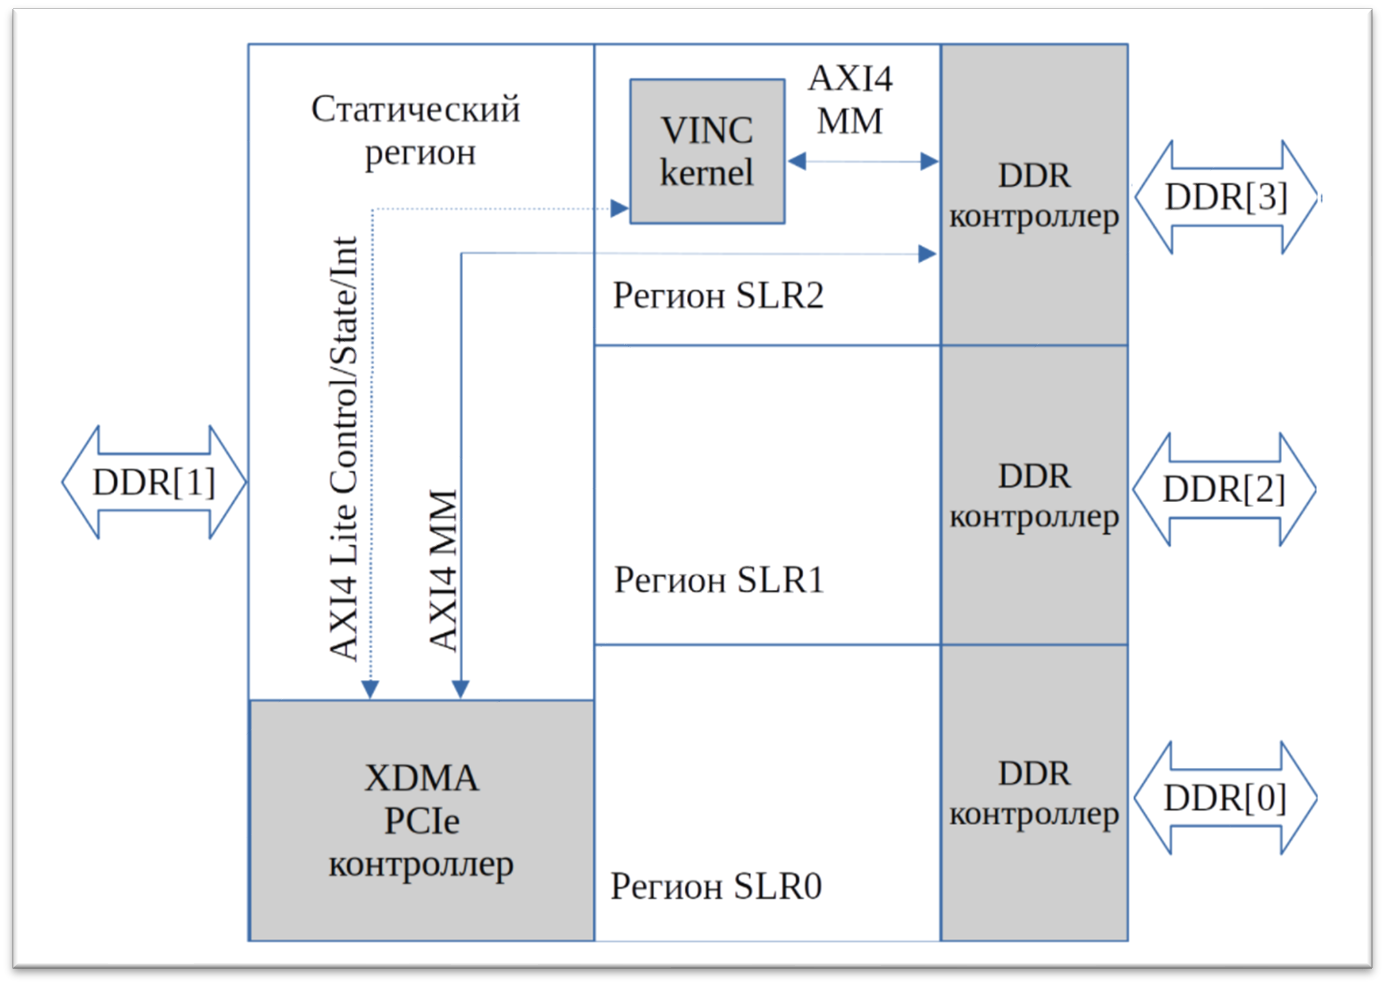 Статический
регион
VINC
kernel
AXI4
MM
DDR
контроллер
DDR[3]
AXI4 Lite Control/State/Int
Регион SLR2
DDR[1]
AXI4 MM
DDR
контроллер
DDR[2]
Регион SLR1
XDMA
PCIe
контроллер
DDR
контроллер
DDR[0]
Регион SLR0